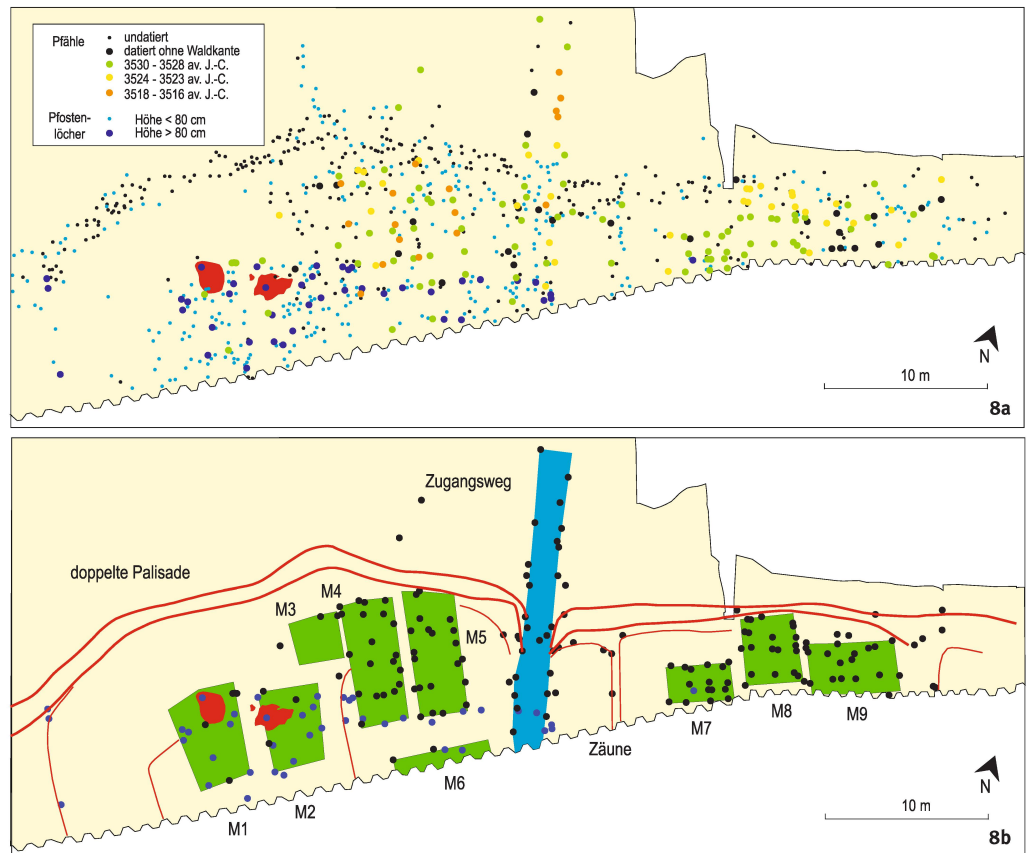 Pfähle
undatiert
datiert ohne Waldkante
3530 - 3528 av. J.-C.
3524 - 3523 av. J.-C.
3518 - 3516 av. J.-C.
Pfosten-
löcher
Höhe < 80 cm
Höhe > 80 cm
N
10 m
8a
Zugangsweg
doppelte Palisade
M4
M3
M5
M7
M8
M9
Zäune
M6
M2
M1
N
10 m
8b